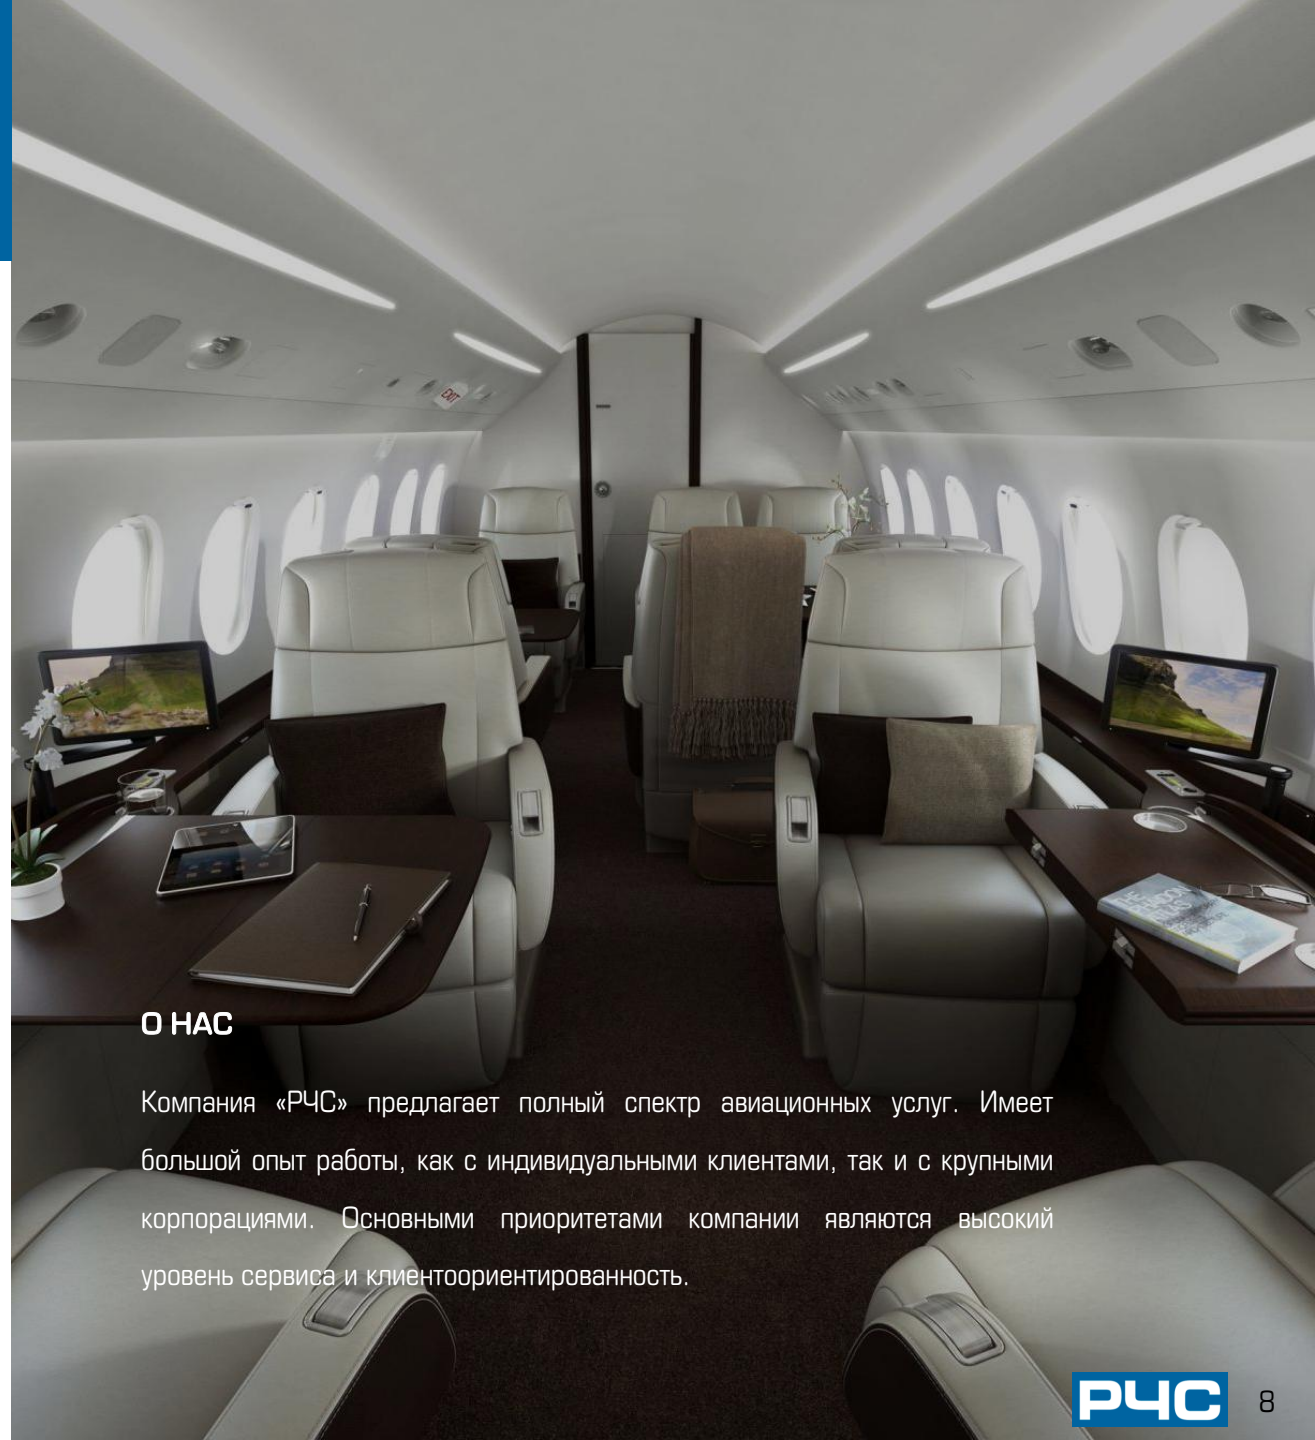 EXIT
О НАС
Компания «РЧС» предлагает полный спектр авиационных услуг. Имеет
большой опыт работы, как с индивидуальными клиентами, так и с крупными
корпорациями. Основными приоритетами компании являются высокий
уровень сервиса и клиентоориентированность.
РЧС
8